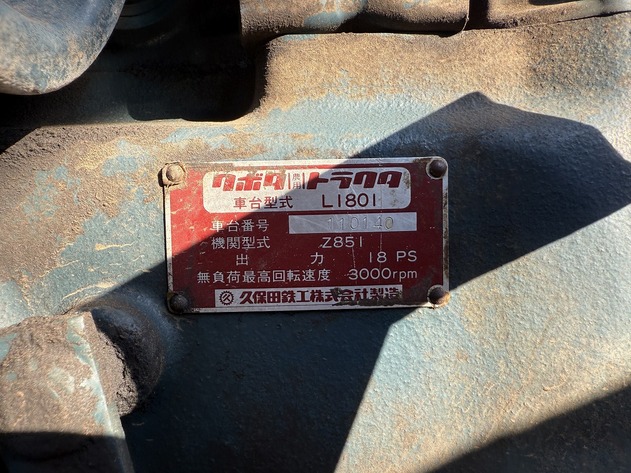 クボタ農用トラクタ
車台型式 L1801
車台番号 110140
機関型式 Z851
出力 18 PS
無負荷最高回転速度 3000rpm
久保田鉄工株式会社製造